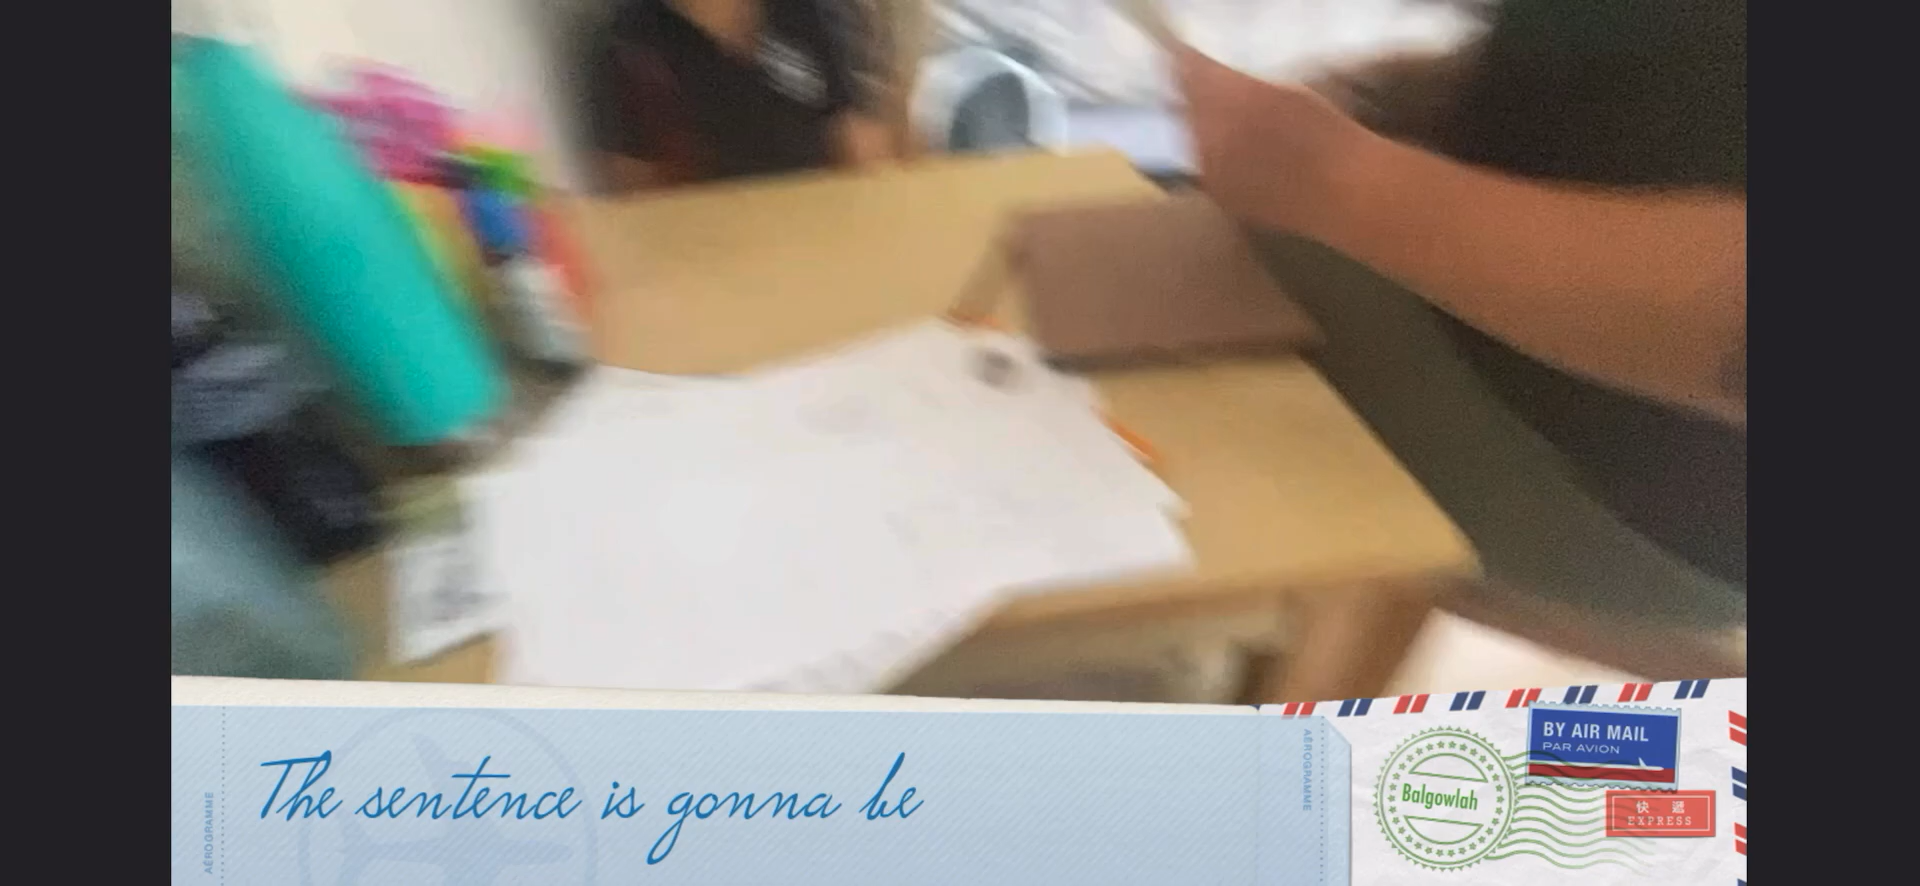 The sentence is gonna be
AÉROGRAMME
AÉROGRAMME
Balgowlah
BY AIR MAIL
PAR AVION
快遞
EXPRESS